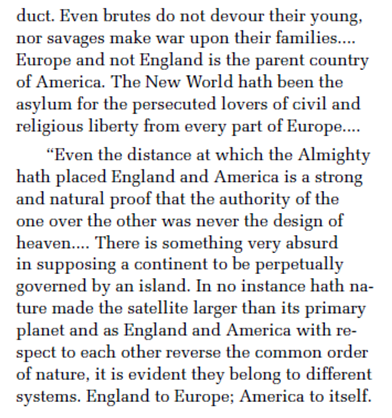 duct. Even brutes do not devour their young,
nor savages make war upon their families....
Europe and not England is the parent country
of America. The New World hath been the
asylum for the persecuted lovers of civil and
religious liberty from every part of Europe....
“Even the distance at which the Almighty
hath placed England and America is a strong
and natural proof that the authority of the
one over the other was never the design of
heaven.... There is something very absurd
in supposing a continent to be perpetually
governed by an island. In no instance hath na-
ture made the satellite larger than its primary
planet and as England and America with re-
spect to each other reverse the common order
of nature, it is evident they belong to different
systems. England to Europe; America to itself.